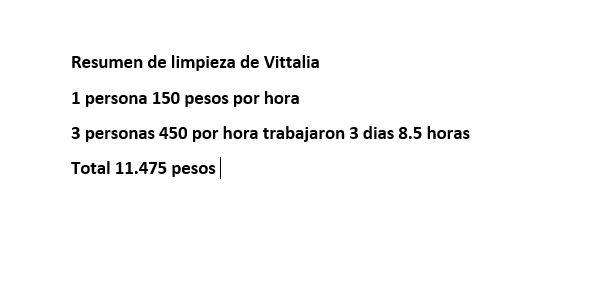 Resumen de limpieza de Vittalia
1 persona 150 pesos por hora
3 personas 450 por hora trabajaron 3 dias 8.5 horas
Total 11.475 pesos